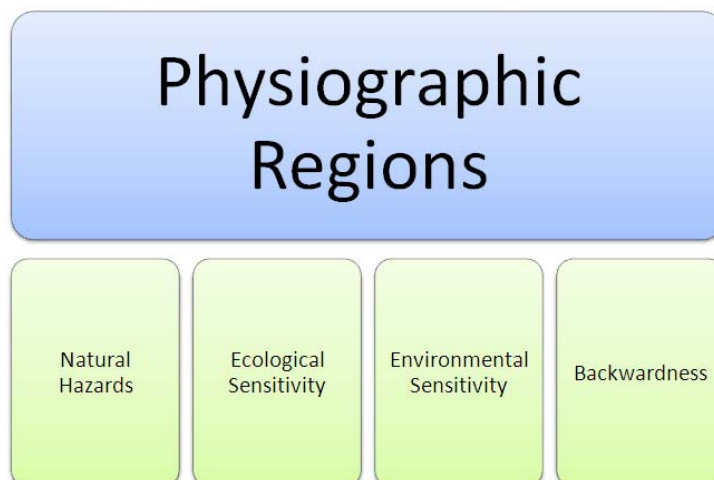 Physiographic
Regions
Natural
Hazards
Ecological
Sensitivity
Environmental
Sensitivity
Backwardness